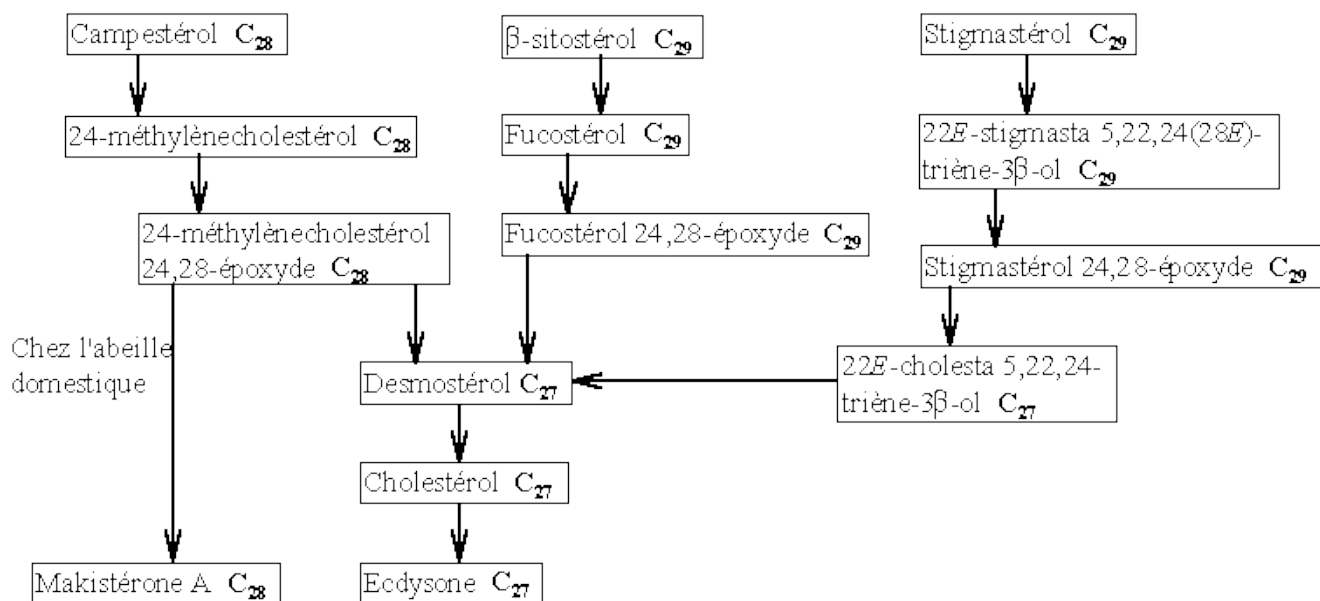 Campestérol C28
β-sitostérol C29
Stigmastérol C29
24-méthylènecholestérol C28
Fucostérol C29
22E-stigmasta 5,22,24(28E)-
triène-3β-ol C29
24-méthylènecholestérol
24,28-époxyde C28
Fucostérol 24,28-époxyde C29
Stigmastérol 24,28-époxyde C29
Chez l'abeille
domestique
Desmostérol C27
22E-cholesta 5,22,24-
triène-3β-ol C27
Cholestérol C27
Makistérone A C28
Ecdysone C27